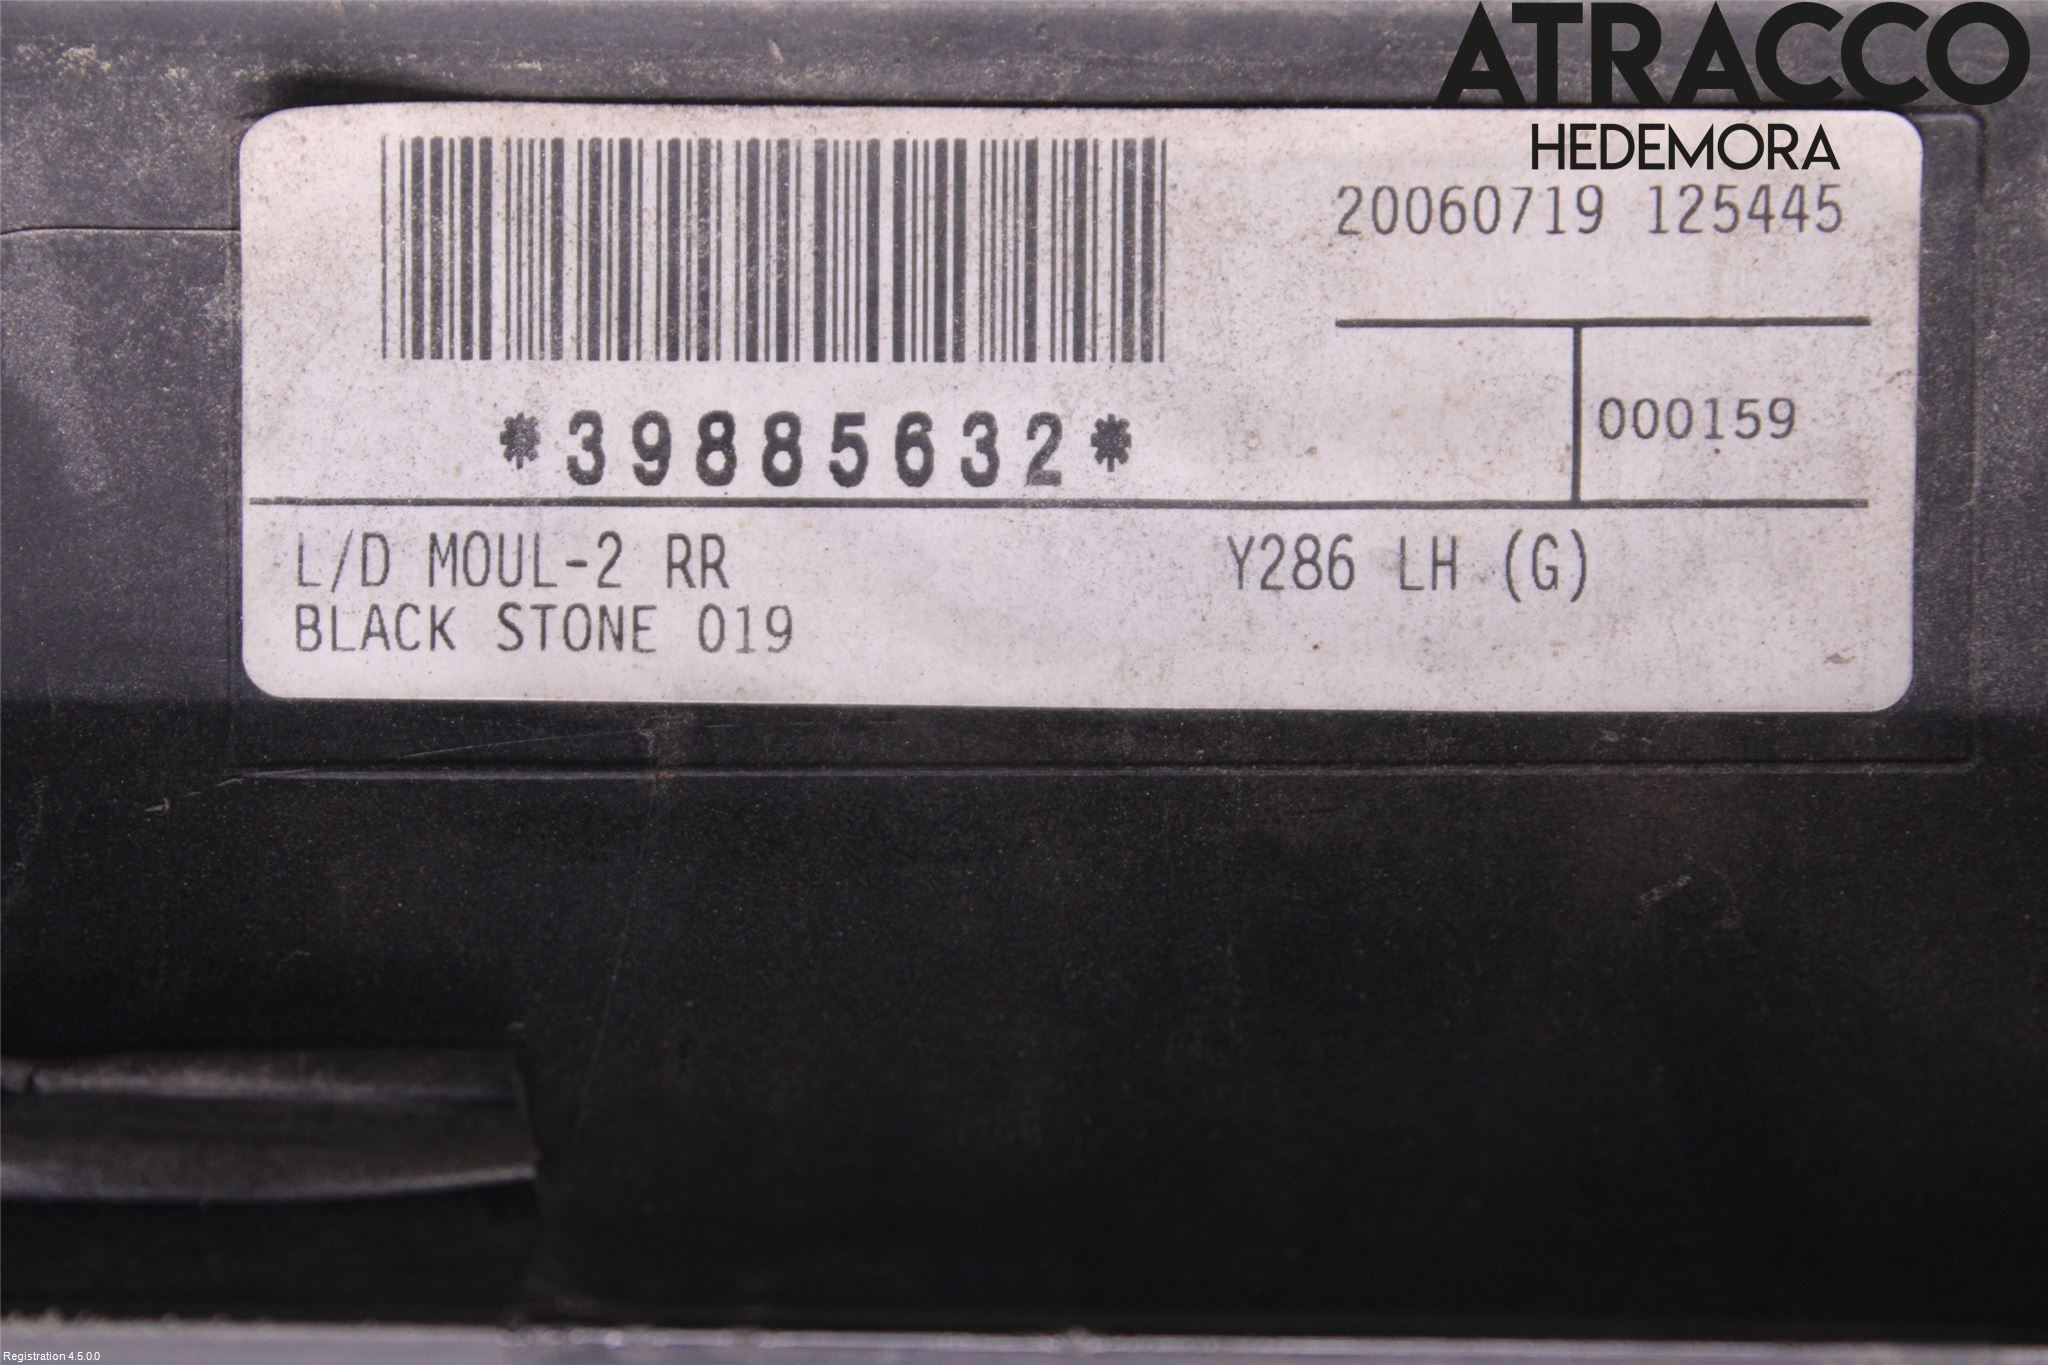 ATRACCO
HEDEMORA
20060719 125445
000159
*39885632*
L/D MOUL-2 RR Y286 LH (G)
BLACK STONE 019
Registration 4.5.0.0